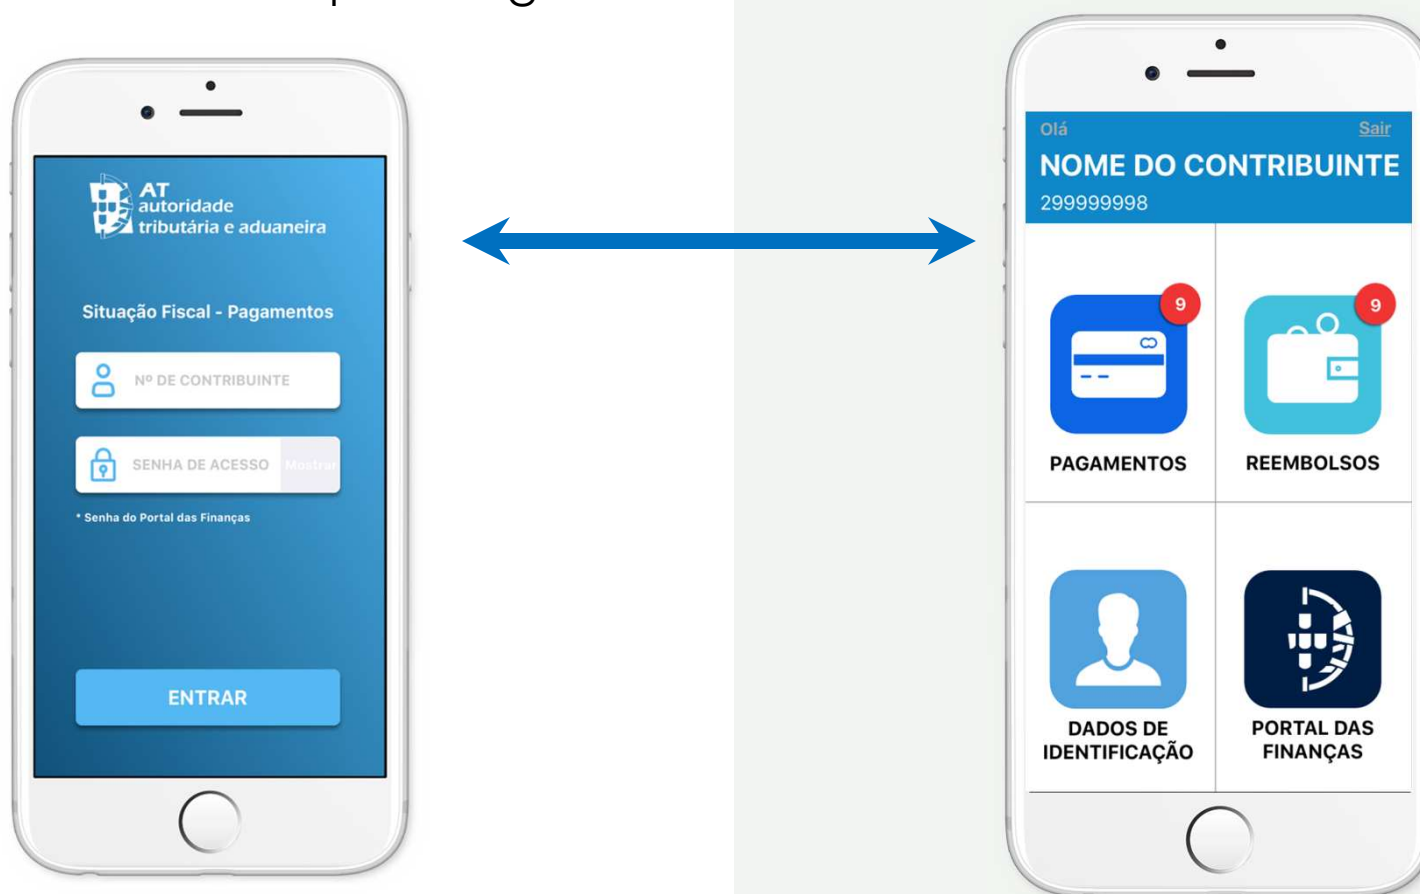 AT
autoridade
tributária e aduaneira
Situação Fiscal - Pagamentos
Nº DE CONTRIBUINTE
SENHA DE ACESSO Mostrar
* Senha do Portal das Finanças
ENTRAR
Olá Sair
NOME DO CONTRIBUINTE
299999998
9
9
PAGAMENTOS
REEMBOLSOS
DADOS DE
IDENTIFICAÇÃO
PORTAL DAS
FINANÇAS